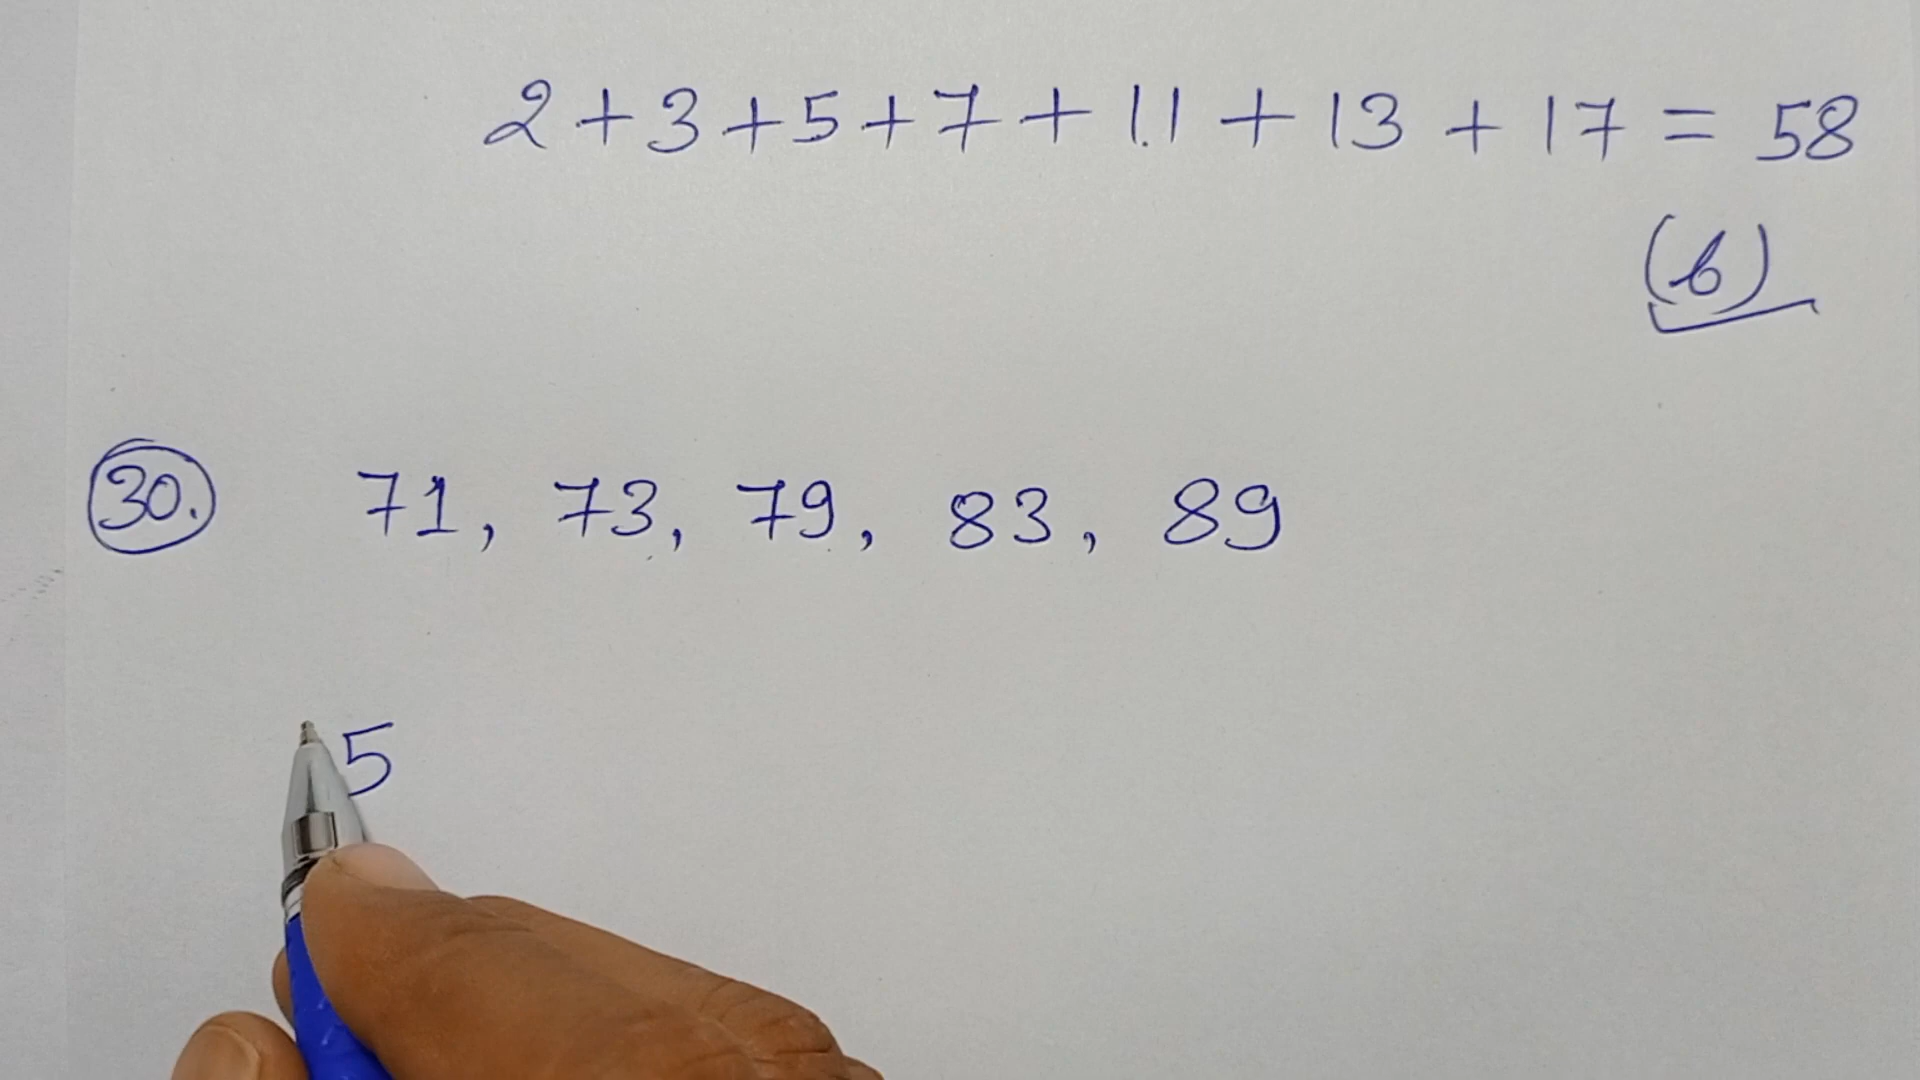 2 + 3 + 5 + 7 + 11 + 13 + 17 = 58
(b)
30. 71, 73, 79, 83, 89
5